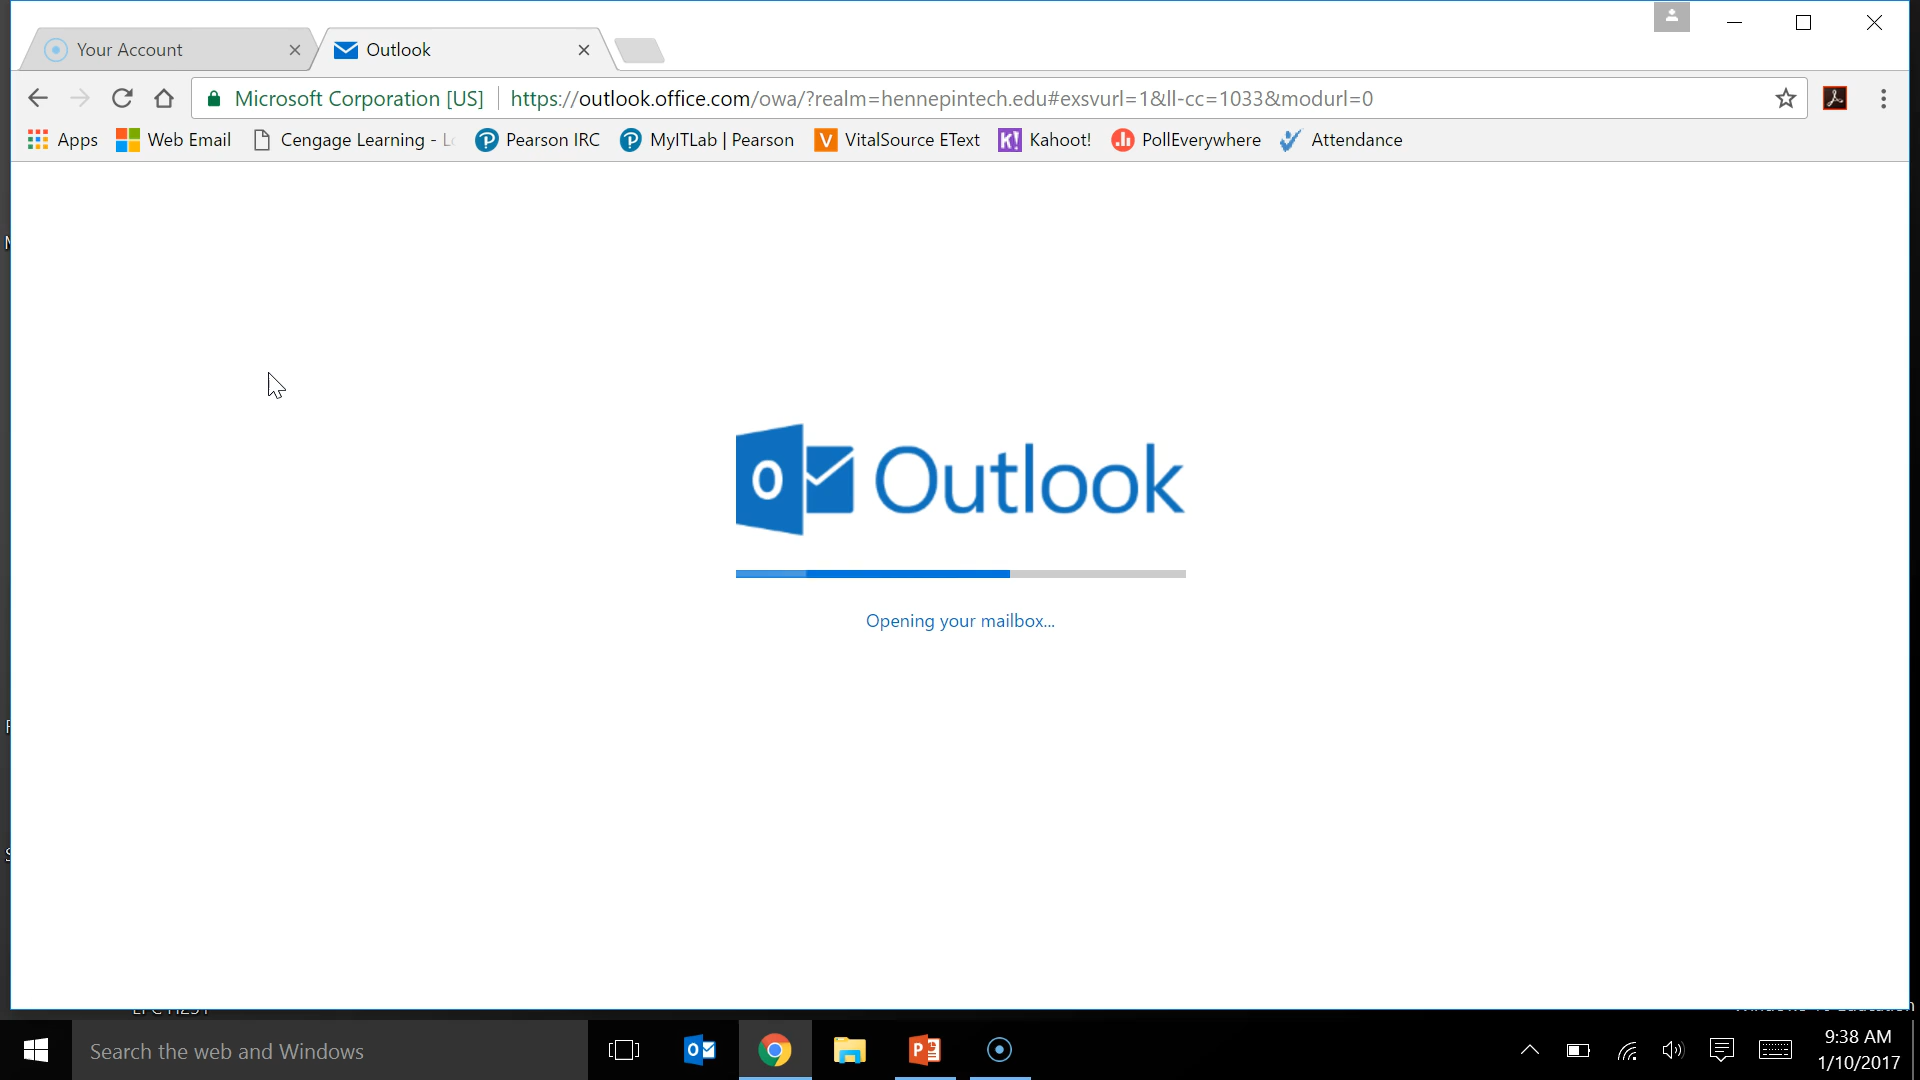 Your Account
Outlook
Microsoft Corporation [US] https://outlook.office.com/owa/?realm=hennepintech.edu#exsvurl=1&ll-cc=1033&modurl=0
Apps Web Email Cengage Learning - Lo Pearson IRC MyITLab | Pearson VitalSource EText Kahoot! PollEverywhere Attendance
Outlook
Opening your mailbox...
Search the web and Windows
9:38 AM
1/10/2017